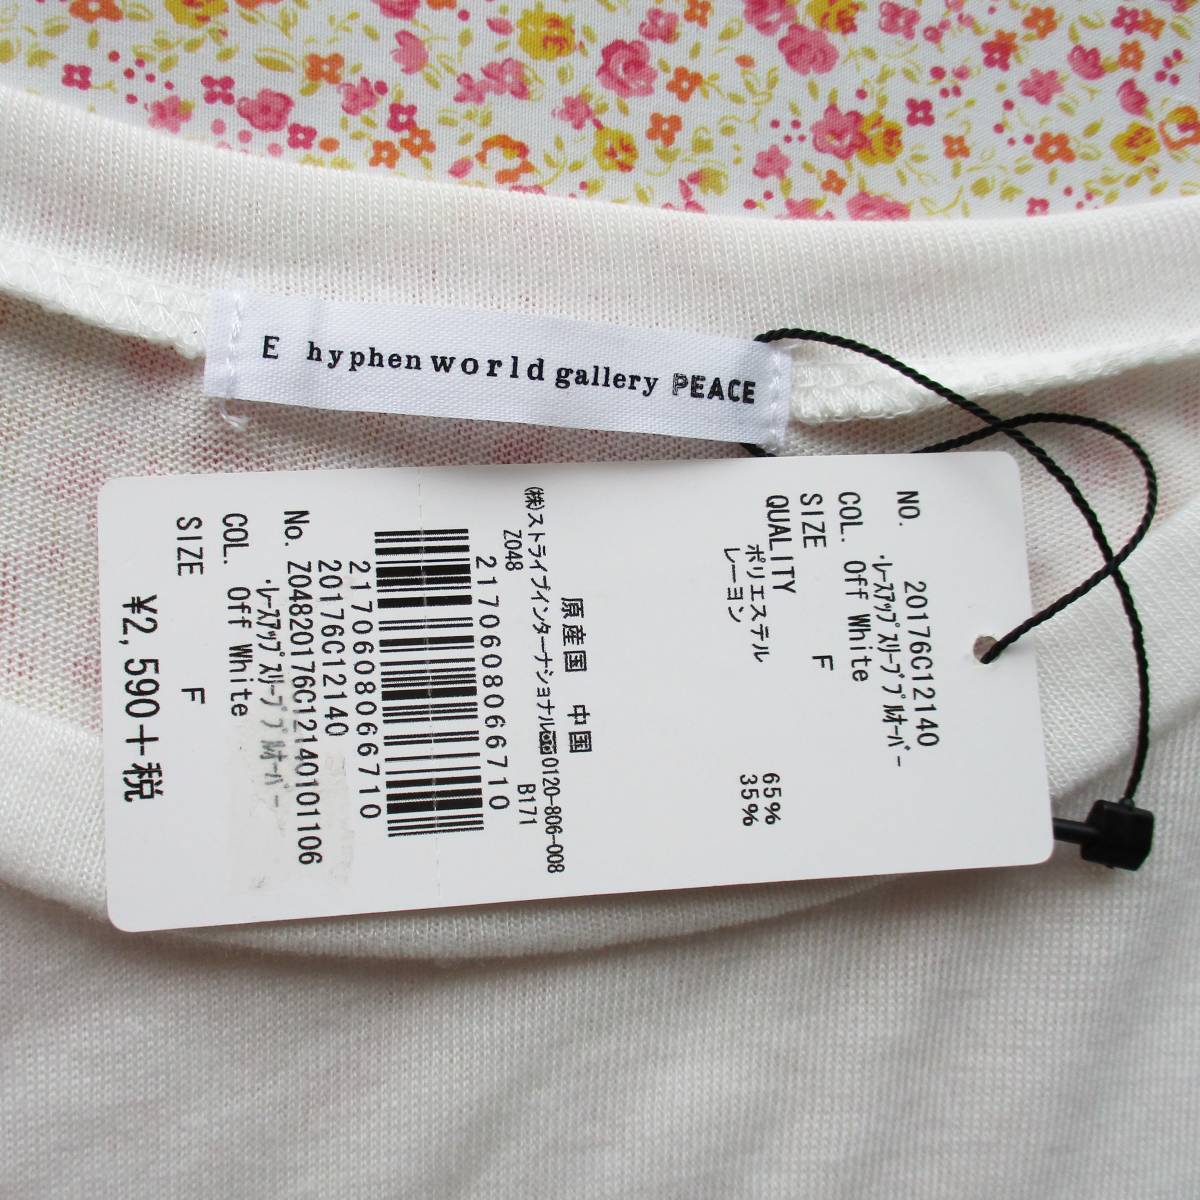 E hyphen world gallery PEACE
NO. 20176C12140
・ﾚｰｽｱｯﾌﾟｽﾘｰﾌﾞﾌﾟﾙｵｰﾊﾞｰ
COL. Off White
SIZE F
QUALITY
ポリエステル 65%
レーヨン 35%
原産国 中国
㈱ストライプインターナショナル 0120-806-008
Z048 B171
2170608066710
2170608066710
20176C12140
No. Z04820176C12140101106
・ﾚｰｽｱｯﾌﾟｽﾘｰﾌﾞﾌﾟﾙｵｰﾊﾞｰ
COL. Off White
SIZE F
¥2,590+税